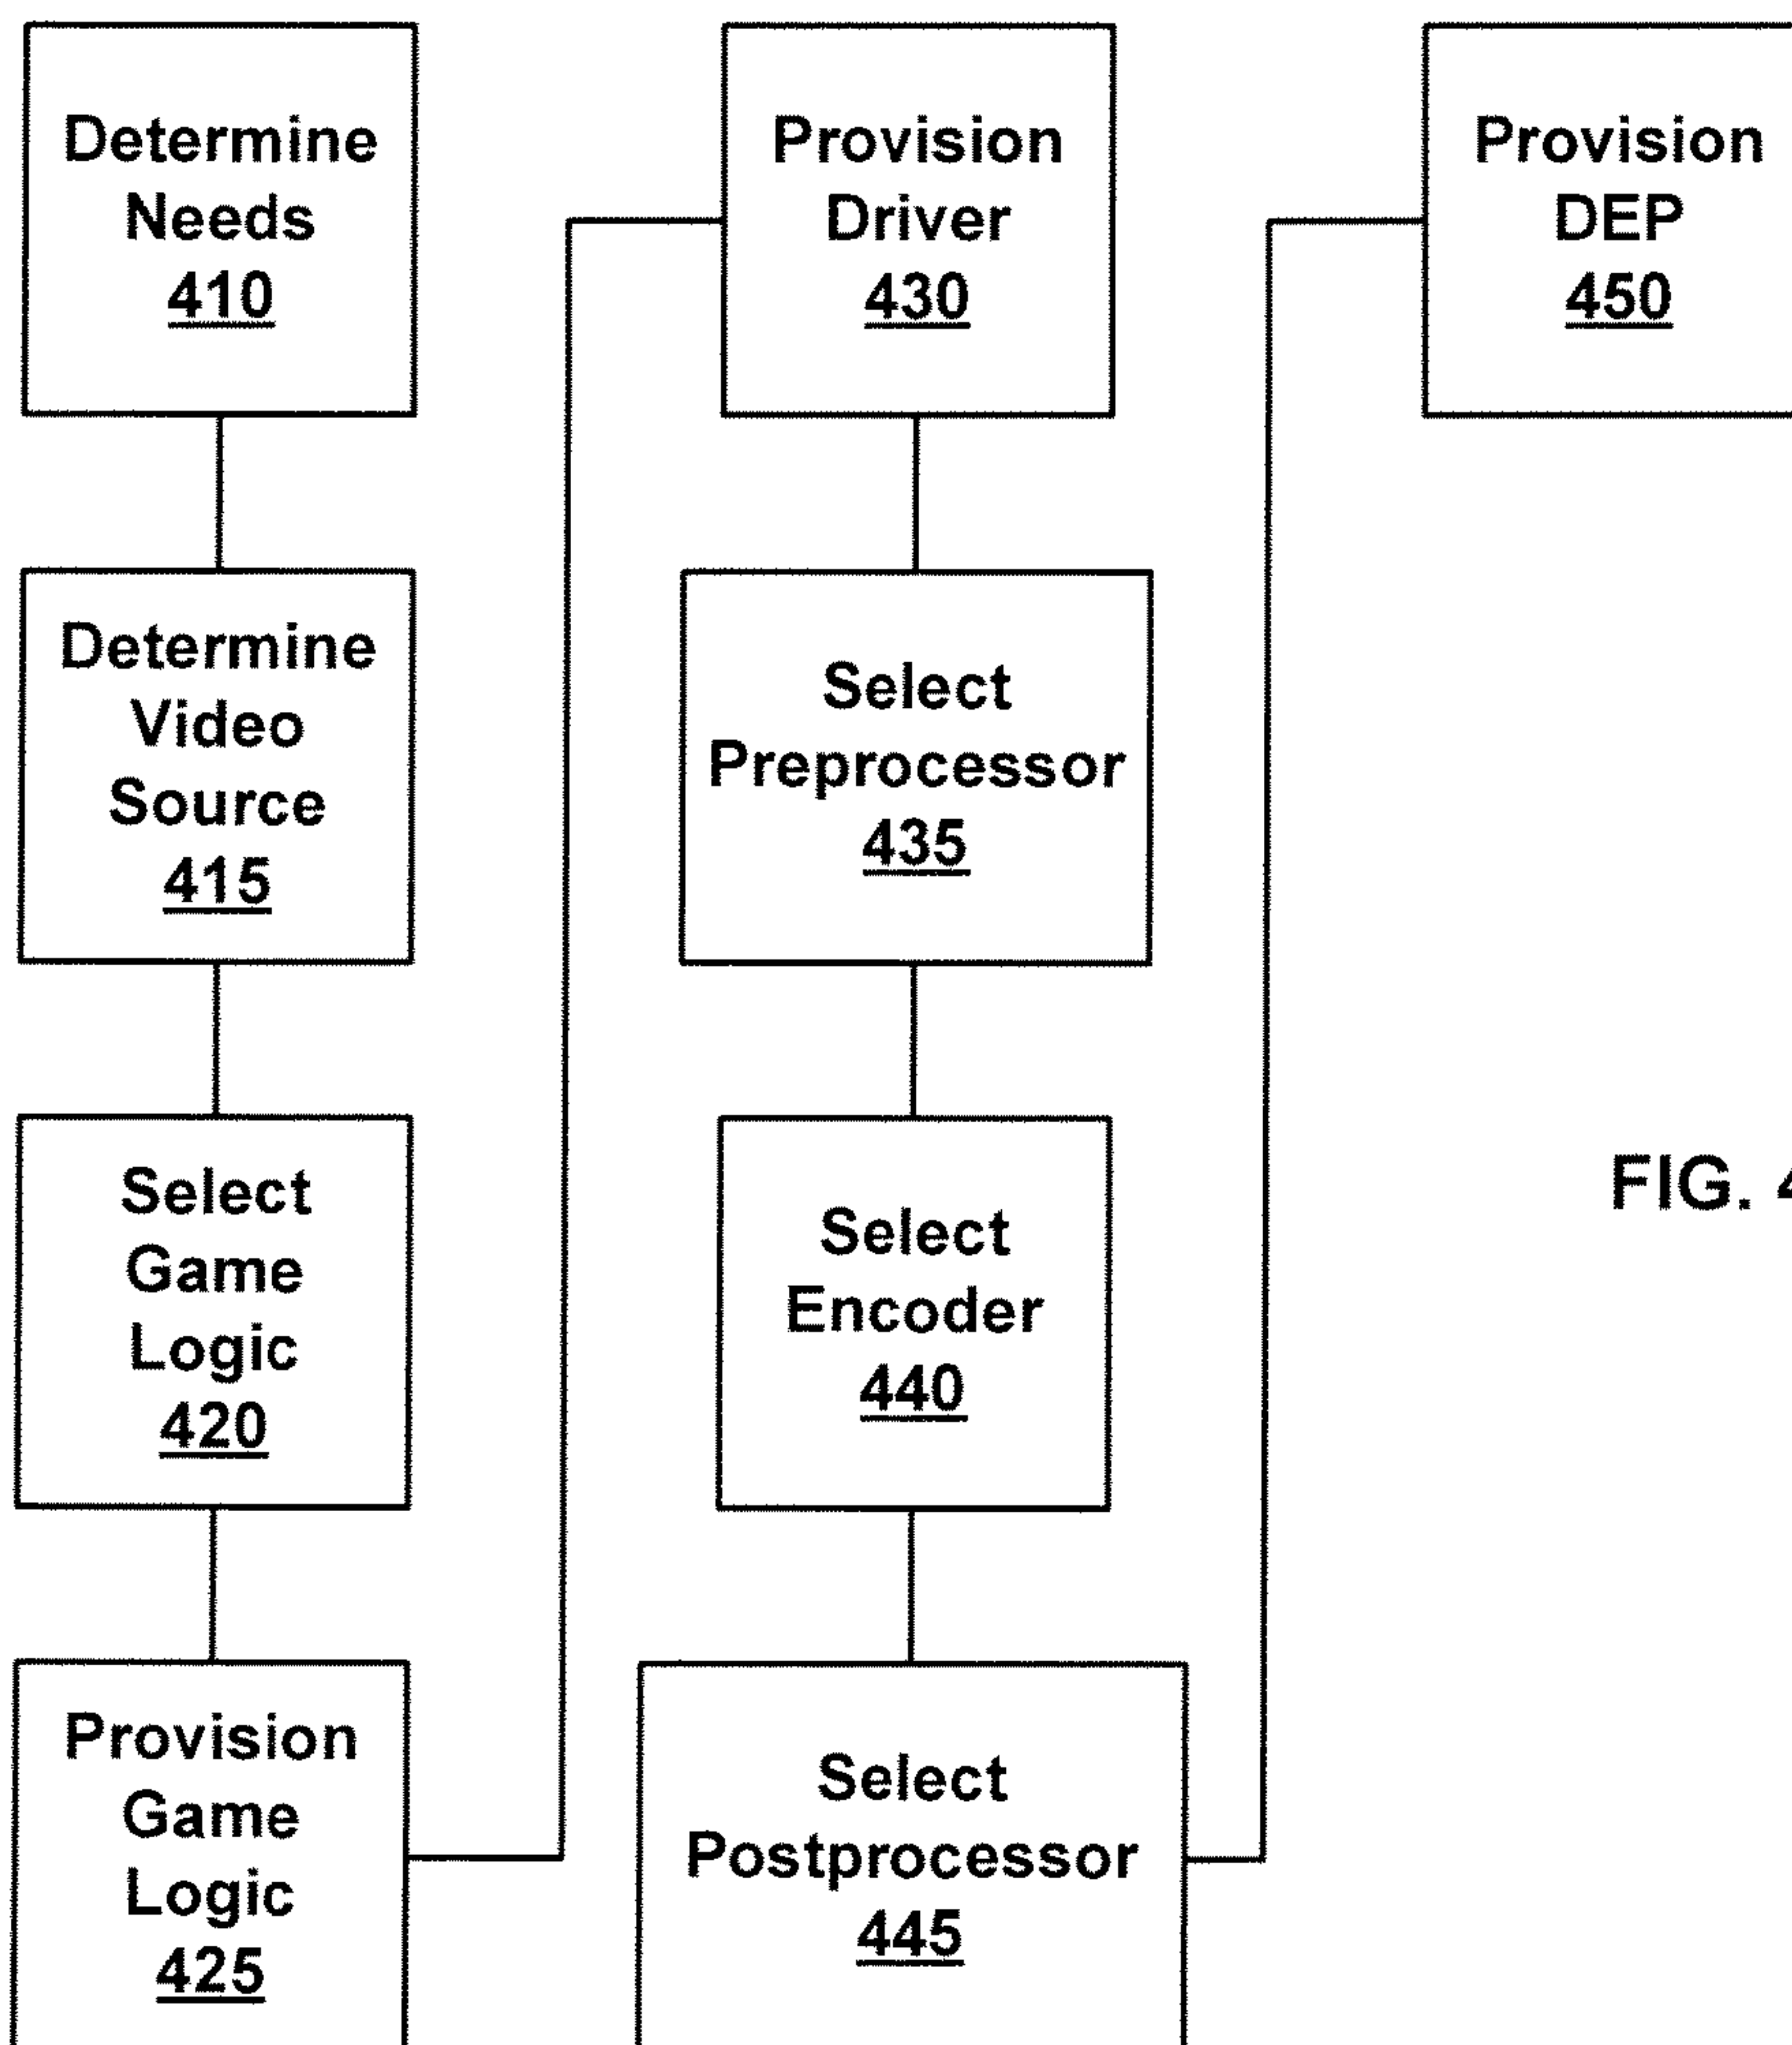 Determine
Needs
410
Determine
Video
Source
415
Select
Game
Logic
420
Provision
Game
Logic
425
Provision
Driver
430
Select
Preprocessor
435
Select
Encoder
440
Select
Postprocessor
445
Provision
DEP
450
FIG. 4